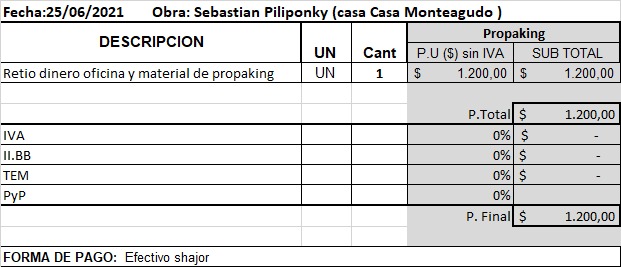 Fecha:25/06/2021 Obra: Sebastian Piliponky (casa Casa Monteagudo )
Propaking
DESCRIPCION UN Cant P.U ($) sin IVA SUB TOTAL
Retio dinero oficina y material de propaking UN 1 $ 1.200,00 $ 1.200,00
P.Total $ 1.200,00
IVA 0% $ -
II.BB 0% $ -
TEM 0% $ -
PyP 0%
P. Final $ 1.200,00
FORMA DE PAGO: Efectivo shajor